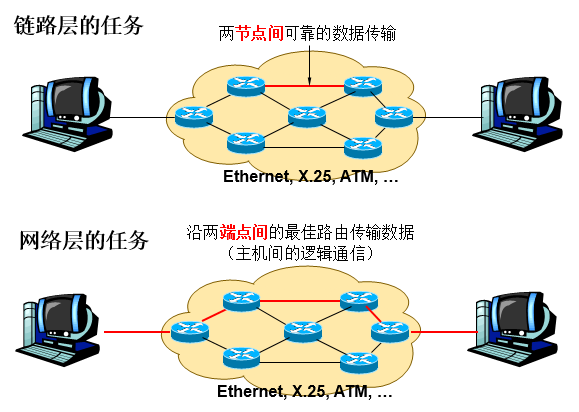 链路层的任务
两节点间可靠的数据传输
Ethernet, X.25, ATM, …
网络层的任务
沿两端点间的最佳路由传输数据
（主机间的逻辑通信）
Ethernet, X.25, ATM, …